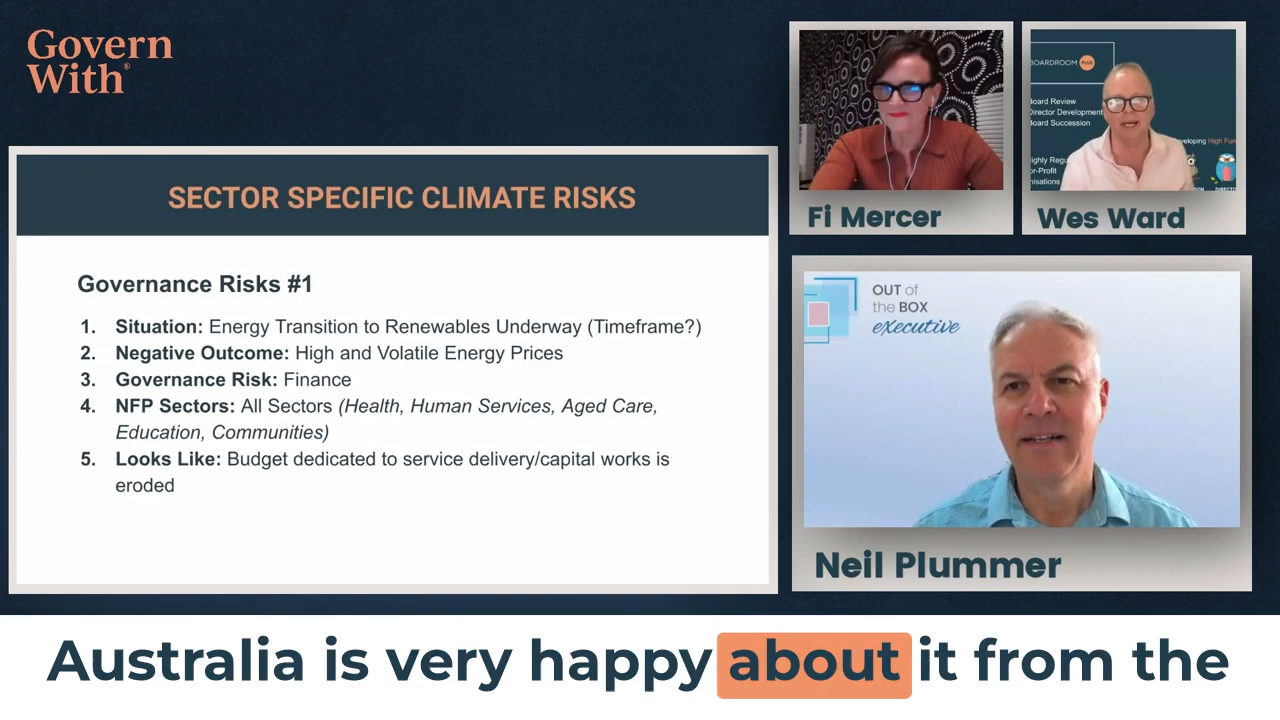 Govern
With®
SECTOR SPECIFIC CLIMATE RISKS
Governance Risks #1
1. Situation: Energy Transition to Renewables Underway (Timeframe?)
2. Negative Outcome: High and Volatile Energy Prices
3. Governance Risk: Finance
4. NFP Sectors: All Sectors (Health, Human Services, Aged Care,
Education, Communities)
5. Looks Like: Budget dedicated to service delivery/capital works is
eroded
Fi Mercer
BOARDROOM PLUS
Board Review
Director Development
Board Succession
Wes Ward
OUT of
the BOX
executive
Neil Plummer
Australia is very happy about it from the